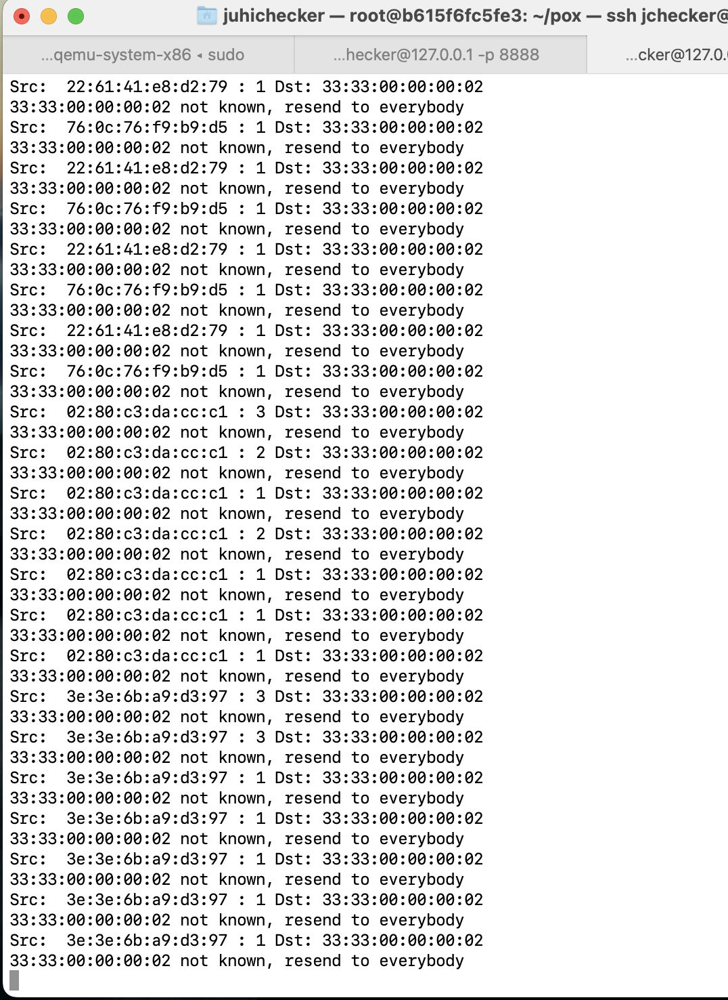 juhichecker — root@b615f6fc5fe3: ~/pox — ssh jchecker@
...qemu-system-x86 ◂ sudo
...hecker@127.0.0.1 -p 8888
...cker@127.0.
Src:  22:61:41:e8:d2:79 : 1 Dst: 33:33:00:00:00:02
33:33:00:00:00:02 not known, resend to everybody
Src:  76:0c:76:f9:b9:d5 : 1 Dst: 33:33:00:00:00:02
33:33:00:00:00:02 not known, resend to everybody
Src:  22:61:41:e8:d2:79 : 1 Dst: 33:33:00:00:00:02
33:33:00:00:00:02 not known, resend to everybody
Src:  76:0c:76:f9:b9:d5 : 1 Dst: 33:33:00:00:00:02
33:33:00:00:00:02 not known, resend to everybody
Src:  22:61:41:e8:d2:79 : 1 Dst: 33:33:00:00:00:02
33:33:00:00:00:02 not known, resend to everybody
Src:  76:0c:76:f9:b9:d5 : 1 Dst: 33:33:00:00:00:02
33:33:00:00:00:02 not known, resend to everybody
Src:  22:61:41:e8:d2:79 : 1 Dst: 33:33:00:00:00:02
33:33:00:00:00:02 not known, resend to everybody
Src:  76:0c:76:f9:b9:d5 : 1 Dst: 33:33:00:00:00:02
33:33:00:00:00:02 not known, resend to everybody
Src:  02:80:c3:da:cc:c1 : 3 Dst: 33:33:00:00:00:02
33:33:00:00:00:02 not known, resend to everybody
Src:  02:80:c3:da:cc:c1 : 2 Dst: 33:33:00:00:00:02
33:33:00:00:00:02 not known, resend to everybody
Src:  02:80:c3:da:cc:c1 : 1 Dst: 33:33:00:00:00:02
33:33:00:00:00:02 not known, resend to everybody
Src:  02:80:c3:da:cc:c1 : 2 Dst: 33:33:00:00:00:02
33:33:00:00:00:02 not known, resend to everybody
Src:  02:80:c3:da:cc:c1 : 1 Dst: 33:33:00:00:00:02
33:33:00:00:00:02 not known, resend to everybody
Src:  02:80:c3:da:cc:c1 : 1 Dst: 33:33:00:00:00:02
33:33:00:00:00:02 not known, resend to everybody
Src:  02:80:c3:da:cc:c1 : 1 Dst: 33:33:00:00:00:02
33:33:00:00:00:02 not known, resend to everybody
Src:  3e:3e:6b:a9:d3:97 : 3 Dst: 33:33:00:00:00:02
33:33:00:00:00:02 not known, resend to everybody
Src:  3e:3e:6b:a9:d3:97 : 3 Dst: 33:33:00:00:00:02
33:33:00:00:00:02 not known, resend to everybody
Src:  3e:3e:6b:a9:d3:97 : 1 Dst: 33:33:00:00:00:02
33:33:00:00:00:02 not known, resend to everybody
Src:  3e:3e:6b:a9:d3:97 : 1 Dst: 33:33:00:00:00:02
33:33:00:00:00:02 not known, resend to everybody
Src:  3e:3e:6b:a9:d3:97 : 1 Dst: 33:33:00:00:00:02
33:33:00:00:00:02 not known, resend to everybody
Src:  3e:3e:6b:a9:d3:97 : 1 Dst: 33:33:00:00:00:02
33:33:00:00:00:02 not known, resend to everybody
Src:  3e:3e:6b:a9:d3:97 : 1 Dst: 33:33:00:00:00:02
33:33:00:00:00:02 not known, resend to everybody